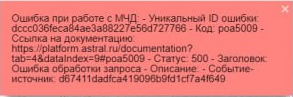 Ошибка при работе с МЧД: - Уникальный ID ошибки:
dccc036feca84ae3a88227e56d727766 - Код: poa5009 -
Ссылка на документацию:
https://platform.astral.ru/documentation?
tab=4&dataIndex=9#poa5009 - Статус: 500 - Заголовок:
Ошибка обработки запроса - Описание: - Событие-
источник: d67411dadfca419096b9fd1cf7a4f649